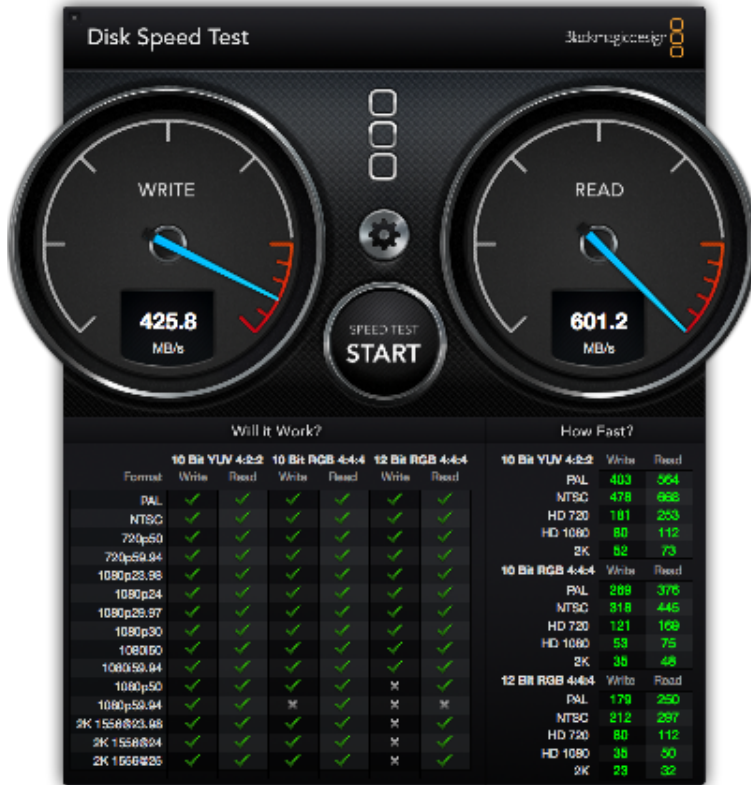 Disk Speed Test
Blackmagicdesign
WRITE
READ
425.8
MB/s
601.2
MB/s
SPEED TEST
START
Will it Work?
10 Bit YUV 4:2:2 10 Bit RGB 4:4:4 12 Bit RGB 4:4:4
Format Write Read Write Read Write Read
PAL
NTSC
720p50
720p59.94
1080p23.98
1080p24
1080p29.97
1080p30
1080i50
1080i59.94
1080p50
1080p59.94
2K 1556@23.98
2K 1556@24
2K 1556@25
How Fast?
10 Bit YUV 4:2:2 Write Read
PAL 403 564
NTSC 478 668
HD 720 181 253
HD 1080 80 112
2K 52 73
10 Bit RGB 4:4:4 Write Read
PAL 269 376
NTSC 318 445
HD 720 121 169
HD 1080 53 75
2K 35 48
12 Bit RGB 4:4:4 Write Read
PAL 179 250
NTSC 212 297
HD 720 80 112
HD 1080 35 50
2K 23 32